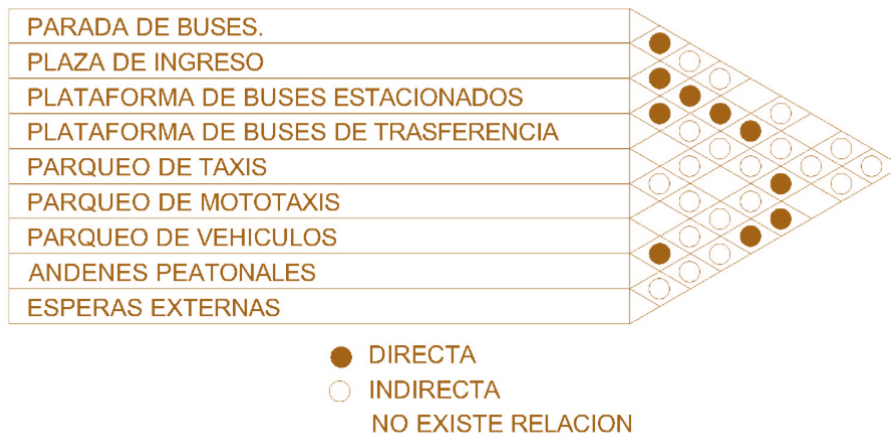 PARADA DE BUSES.
PLAZA DE INGRESO
PLATAFORMA DE BUSES ESTACIONADOS
PLATAFORMA DE BUSES DE TRASFERENCIA
PARQUEO DE TAXIS
PARQUEO DE MOTOTAXIS
PARQUEO DE VEHICULOS
ANDENES PEATONALES
ESPERAS EXTERNAS
DIRECTA
INDIRECTA
NO EXISTE RELACION